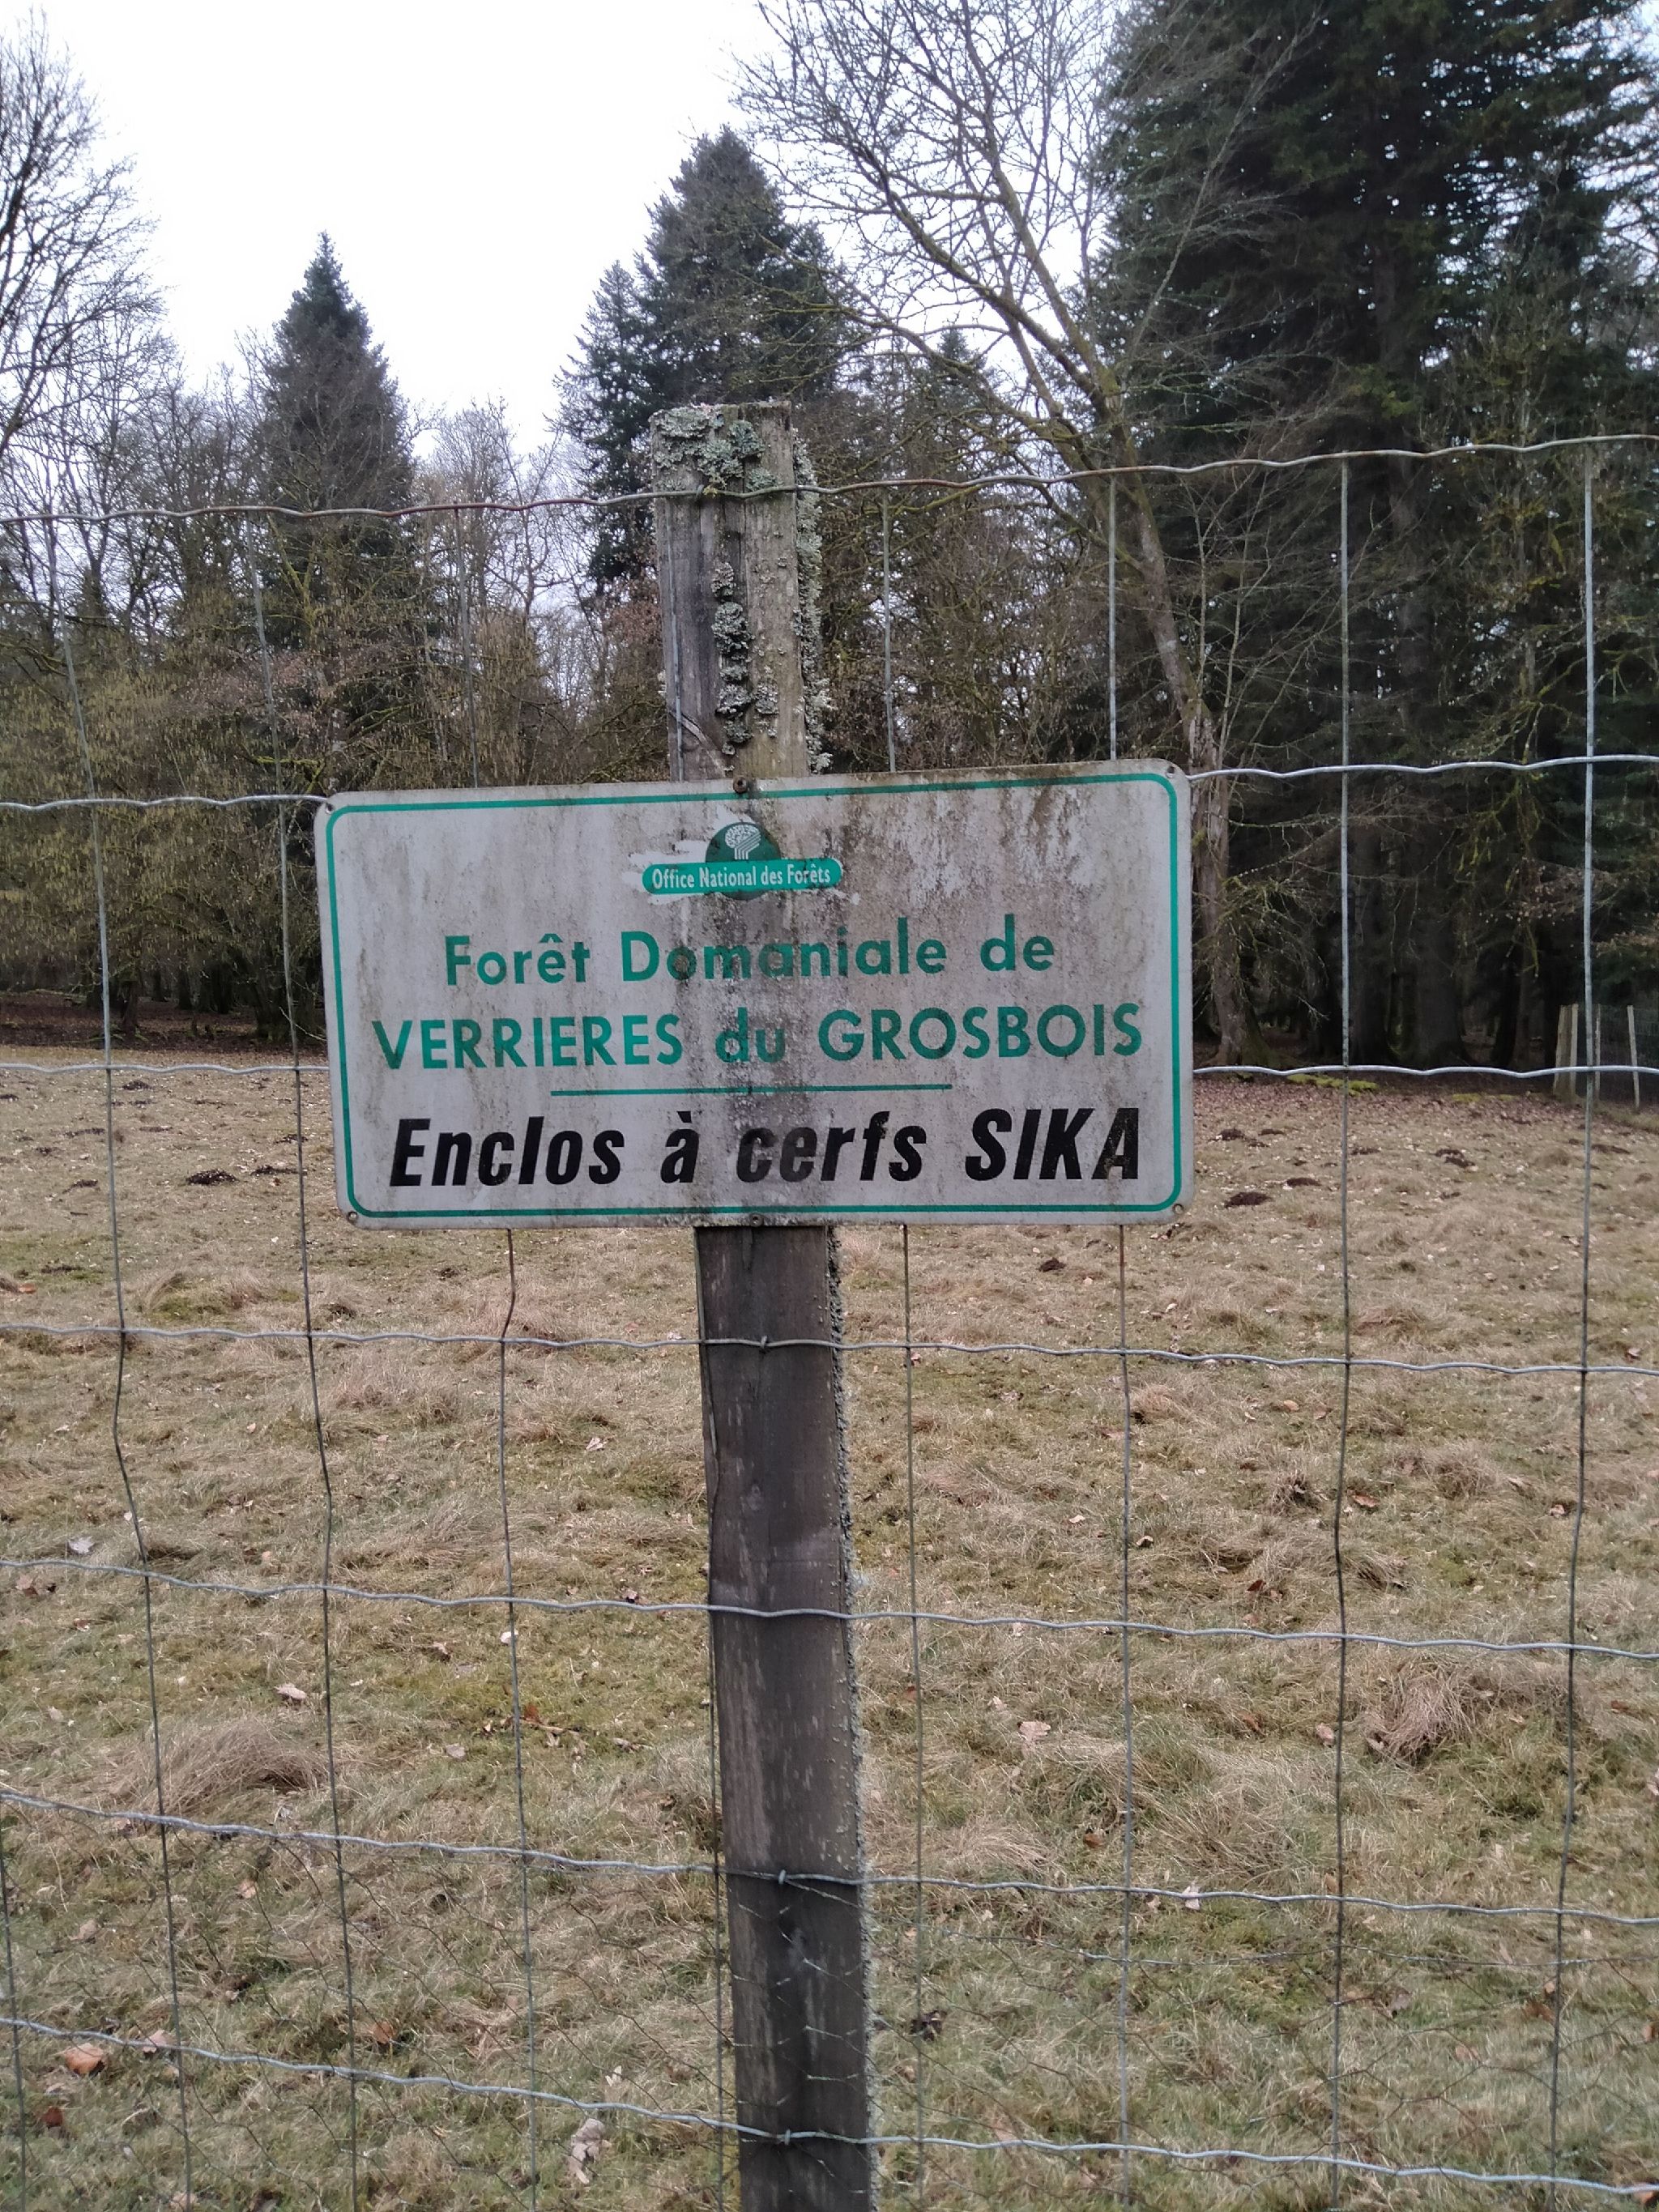 Office National des Forêts
Forêt Domaniale de
VERRIERES du GROSBOIS
Enclos à cerfs SIKA